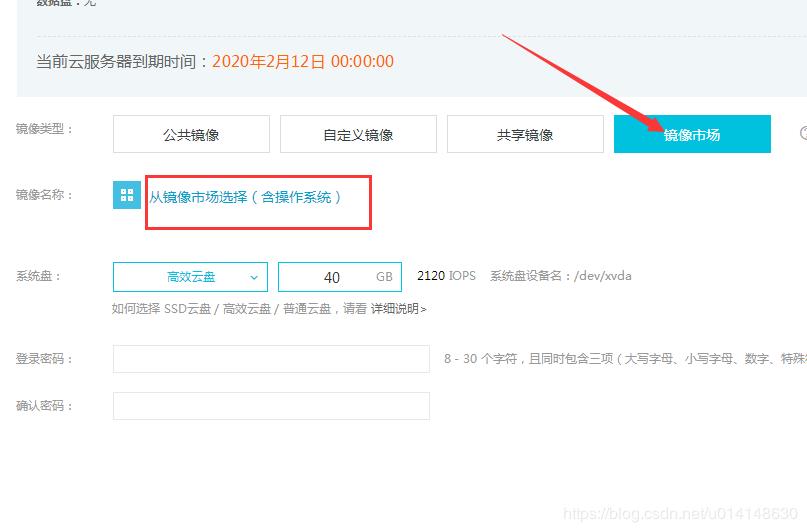 数据盘：无
当前云服务器到期时间：2020年2月12日 00:00:00
镜像类型： 公共镜像 自定义镜像 共享镜像 镜像市场
镜像名称： 从镜像市场选择（含操作系统）
系统盘： 高效云盘 40 GB 2120 IOPS 系统盘设备名：/dev/xvda
如何选择 SSD云盘 / 高效云盘 / 普通云盘，请看 详细说明>
登录密码： 8 - 30 个字符，且同时包含三项（大写字母、小写字母、数字、特殊
确认密码：
https://blog.csdn.net/u014148630